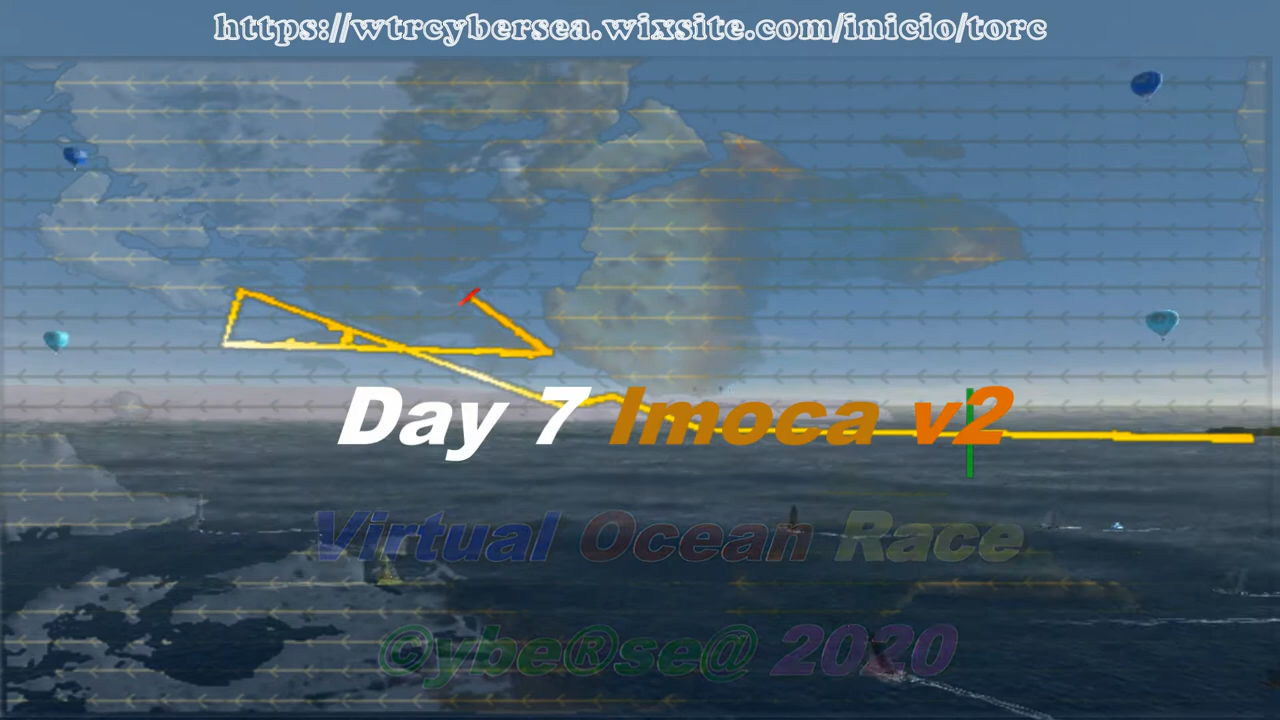 https://wtrcybersea.wixsite.com/inicio/torc
Day 7 Imoca v2
Virtual Ocean Race
©ybe®se@ 2020